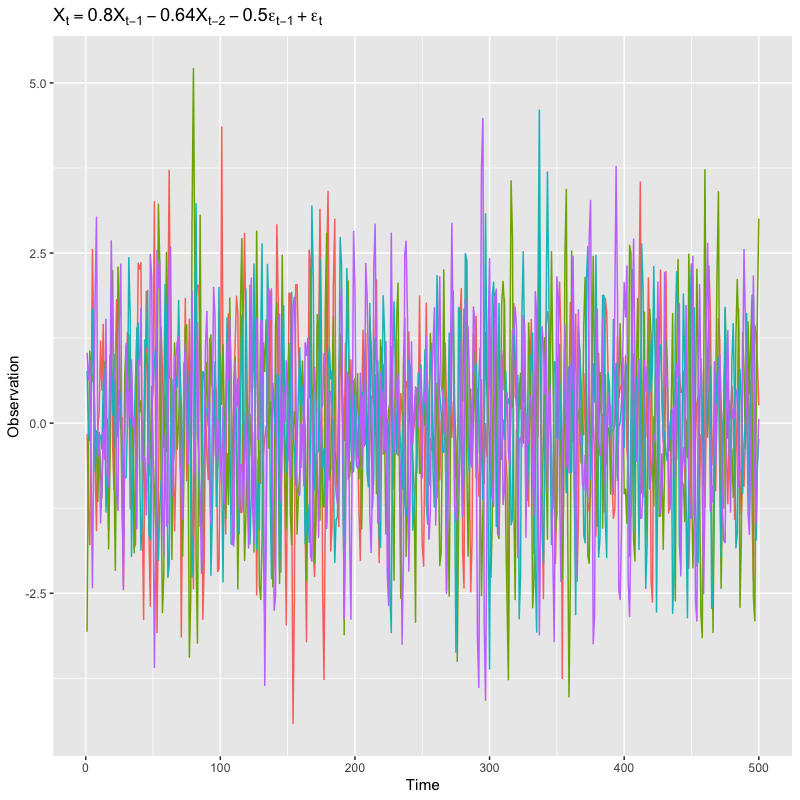 Xₜ = 0.8Xₜ₋₁ − 0.64Xₜ₋₂ − 0.5εₜ₋₁ + εₜ
5.0
2.5
0.0
-2.5
Observation
0 100 200 300 400 500
Time